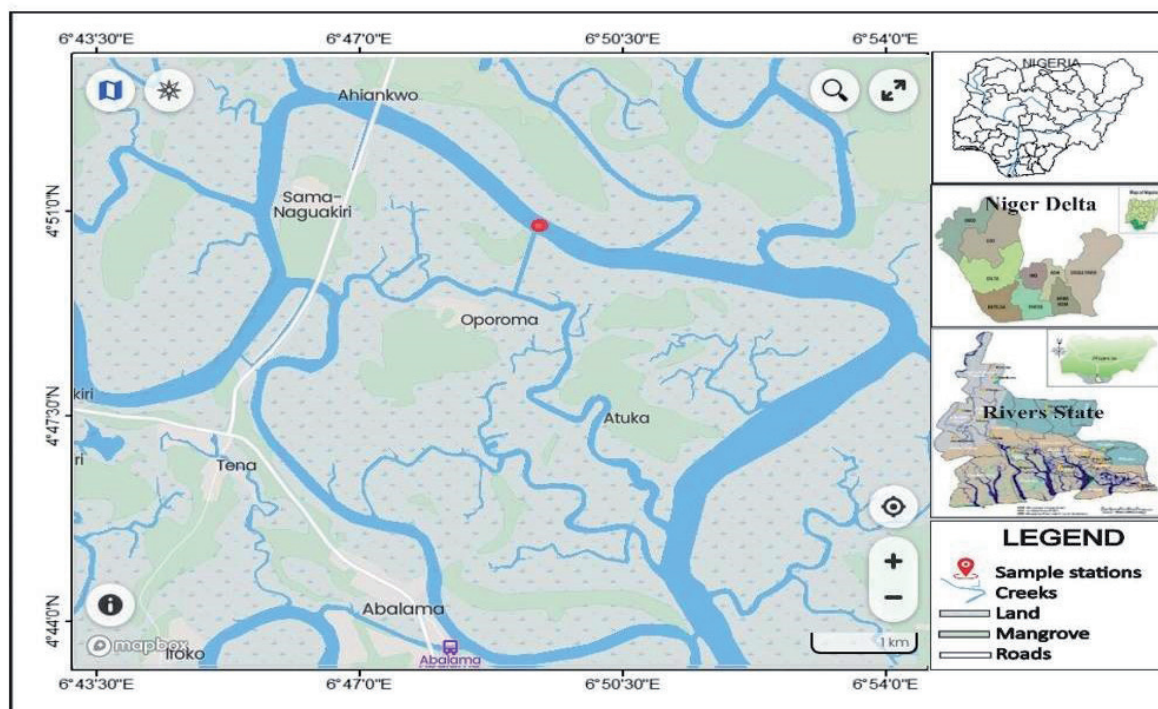 6°43'30"E 6°47'0"E 6°50'30"E 6°54'0"E
4°51'0"N
4°47'30"N
4°44'0"N
Ahiankwo
Sama-
Naguakiri
Oporoma
Atuka
kiri
ri
Tena
Abalama
Abalama
mapbox
1 km
6°43'30"E 6°47'0"E 6°50'30"E 6°54'0"E
NIGERIA
Niger Delta
Rivers State
LEGEND
Sample stations
Creeks
Land
Mangrove
Roads